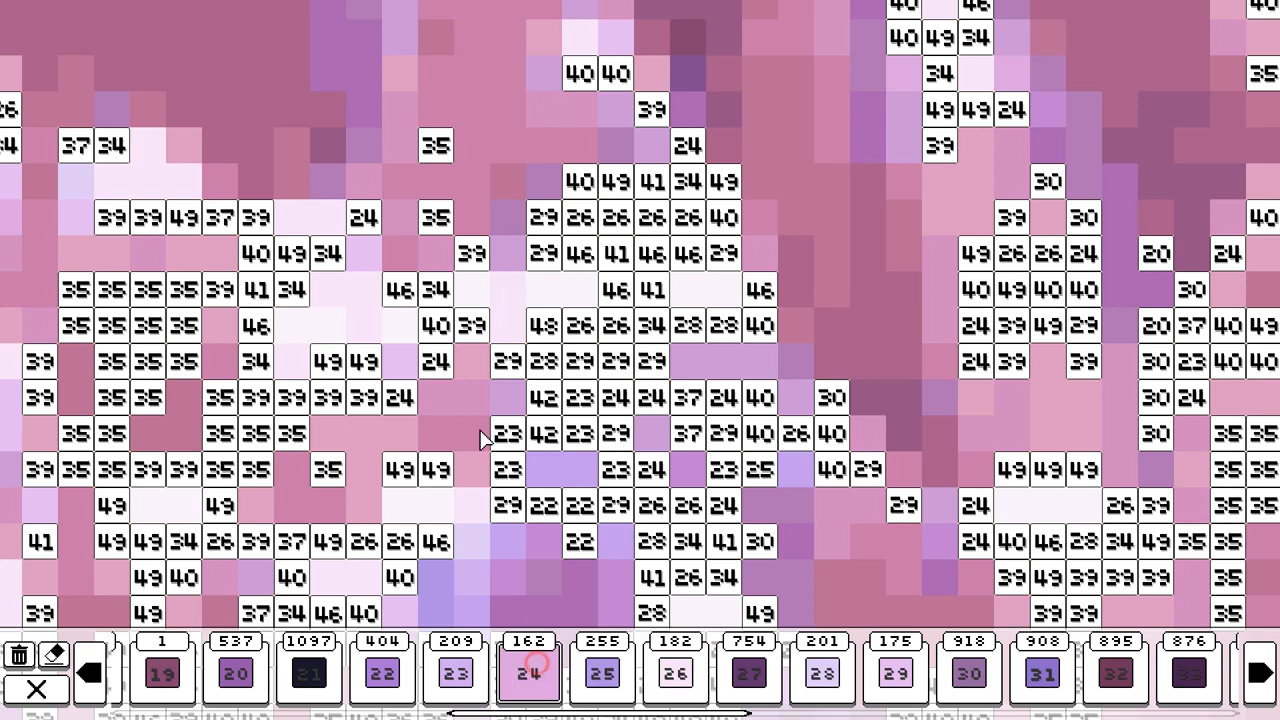 40 46 40
40 49 34
40 40 34 35
26 39 49 49 24
34 37 34 35 24 39
40 49 41 34 49 30
39 39 49 37 39 24 35 29 26 26 26 26 40 39 30 40
40 49 34 39 29 46 41 46 46 29 49 26 26 24 20 24
35 35 35 35 39 41 34 46 34 46 41 46 40 49 40 40 30
35 35 35 35 46 40 39 48 26 26 34 28 28 40 24 39 49 29 20 37 40 49
39 35 35 35 34 49 49 24 29 28 29 29 29 24 39 39 30 23 40 40
39 35 35 35 39 39 39 39 24 42 23 24 24 37 24 40 30 30 24
35 35 35 35 35 23 42 23 29 37 29 40 26 40 30 35 35
39 35 35 39 39 35 35 35 49 49 23 23 24 23 25 40 29 49 49 49 35 35
49 49 29 22 22 29 26 26 24 29 24 26 39 35 35
41 49 49 34 26 39 37 49 26 26 46 22 28 34 41 30 24 40 46 28 34 49 35 35
49 40 40 40 41 26 34 39 49 39 39 39 35
39 49 37 34 46 40 28 49 39 39 35
1 537 1097 404 209 162 255 182 754 201 175 918 908 895 876
19 20 21 22 23 24 25 26 27 28 29 30 31 32 33